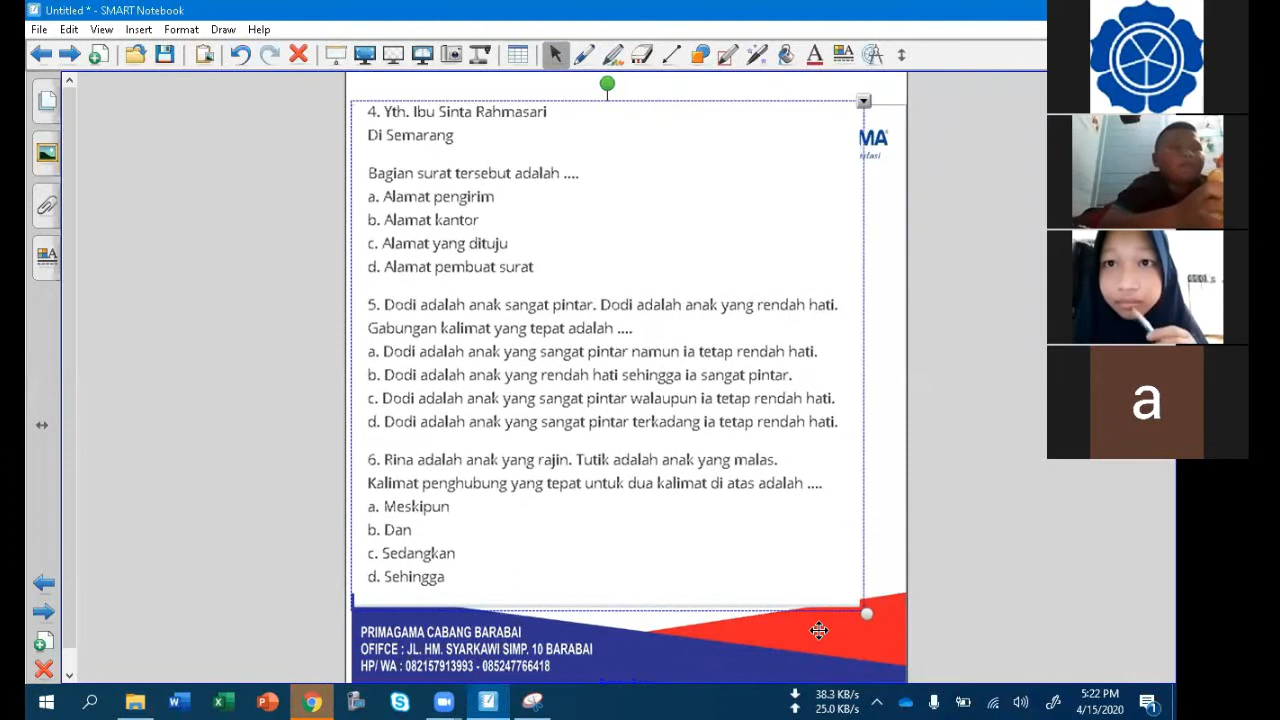 Untitled * - SMART Notebook
File Edit View Insert Format Draw Help
4. Yth. Ibu Sinta Rahmasari
Di Semarang
MA
Bagian surat tersebut adalah ....
a. Alamat pengirim
b. Alamat kantor
c. Alamat yang dituju
d. Alamat pembuat surat
5. Dodi adalah anak sangat pintar. Dodi adalah anak yang rendah hati.
Gabungan kalimat yang tepat adalah ....
a. Dodi adalah anak yang sangat pintar namun ia tetap rendah hati.
b. Dodi adalah anak yang rendah hati sehingga ia sangat pintar.
c. Dodi adalah anak yang sangat pintar walaupun ia tetap rendah hati.
d. Dodi adalah anak yang sangat pintar terkadang ia tetap rendah hati.
6. Rina adalah anak yang rajin. Tutik adalah anak yang malas.
Kalimat penghubung yang tepat untuk dua kalimat di atas adalah ....
a. Meskipun
b. Dan
c. Sedangkan
d. Sehingga
PRIMAGAMA CABANG BARABAI
OFIFCE : JL. HM. SYARKAWI SIMP. 10 BARABAI
HP/ WA : 082157913993 - 085247766418
a
38.3 KB/s
25.0 KB/s
5:22 PM
4/15/2020